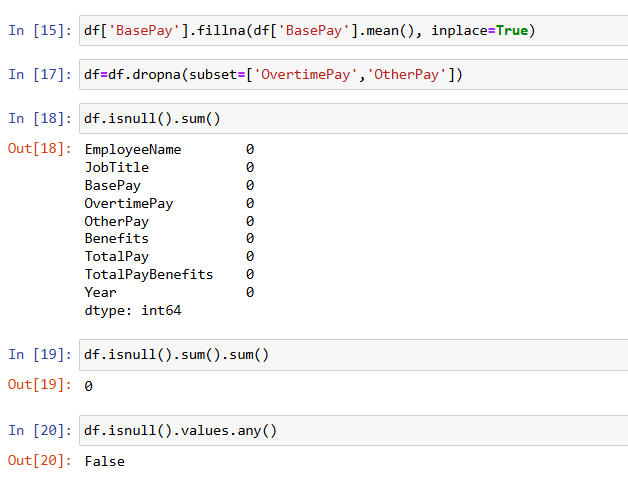 In [15]: df['BasePay'].fillna(df['BasePay'].mean(), inplace=True)
In [17]: df=df.dropna(subset=['OvertimePay','OtherPay'])
In [18]: df.isnull().sum()
Out[18]: EmployeeName        0
JobTitle            0
BasePay             0
OvertimePay         0
OtherPay            0
Benefits            0
TotalPay            0
TotalPayBenefits    0
Year                0
dtype: int64
In [19]: df.isnull().sum().sum()
Out[19]: 0
In [20]: df.isnull().values.any()
Out[20]: False